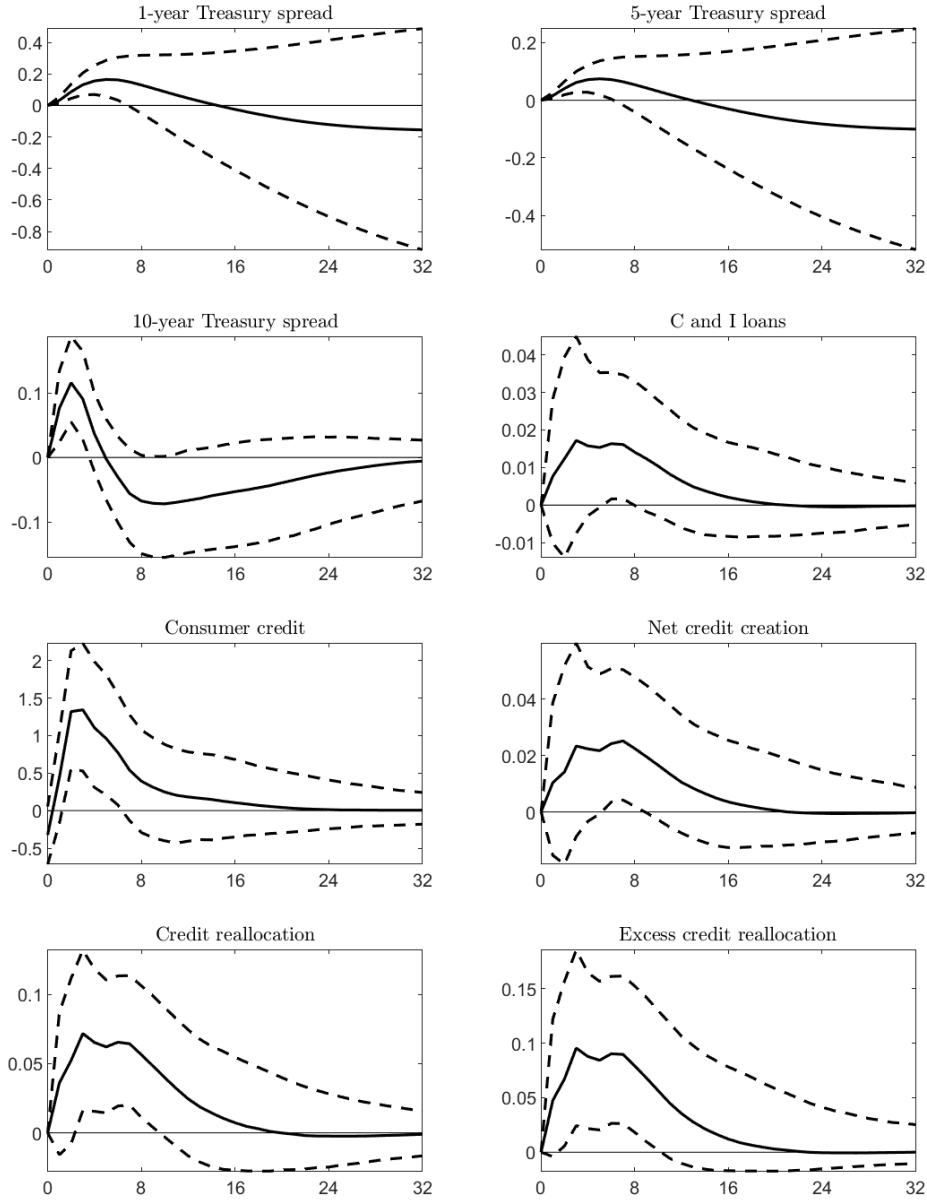 1-year Treasury spread
0.4
0.2
0
-0.2
-0.4
-0.6
-0.8
0 8 16 24 32
5-year Treasury spread
0.2
0
-0.2
-0.4
0 8 16 24 32
10-year Treasury spread
0.1
0
-0.1
0 8 16 24 32
C and I loans
0.04
0.03
0.02
0.01
0
-0.01
0 8 16 24 32
Consumer credit
2
1.5
1
0.5
0
-0.5
0 8 16 24 32
Net credit creation
0.04
0.02
0
0 8 16 24 32
Credit reallocation
0.1
0.05
0
0 8 16 24 32
Excess credit reallocation
0.15
0.1
0.05
0
0 8 16 24 32